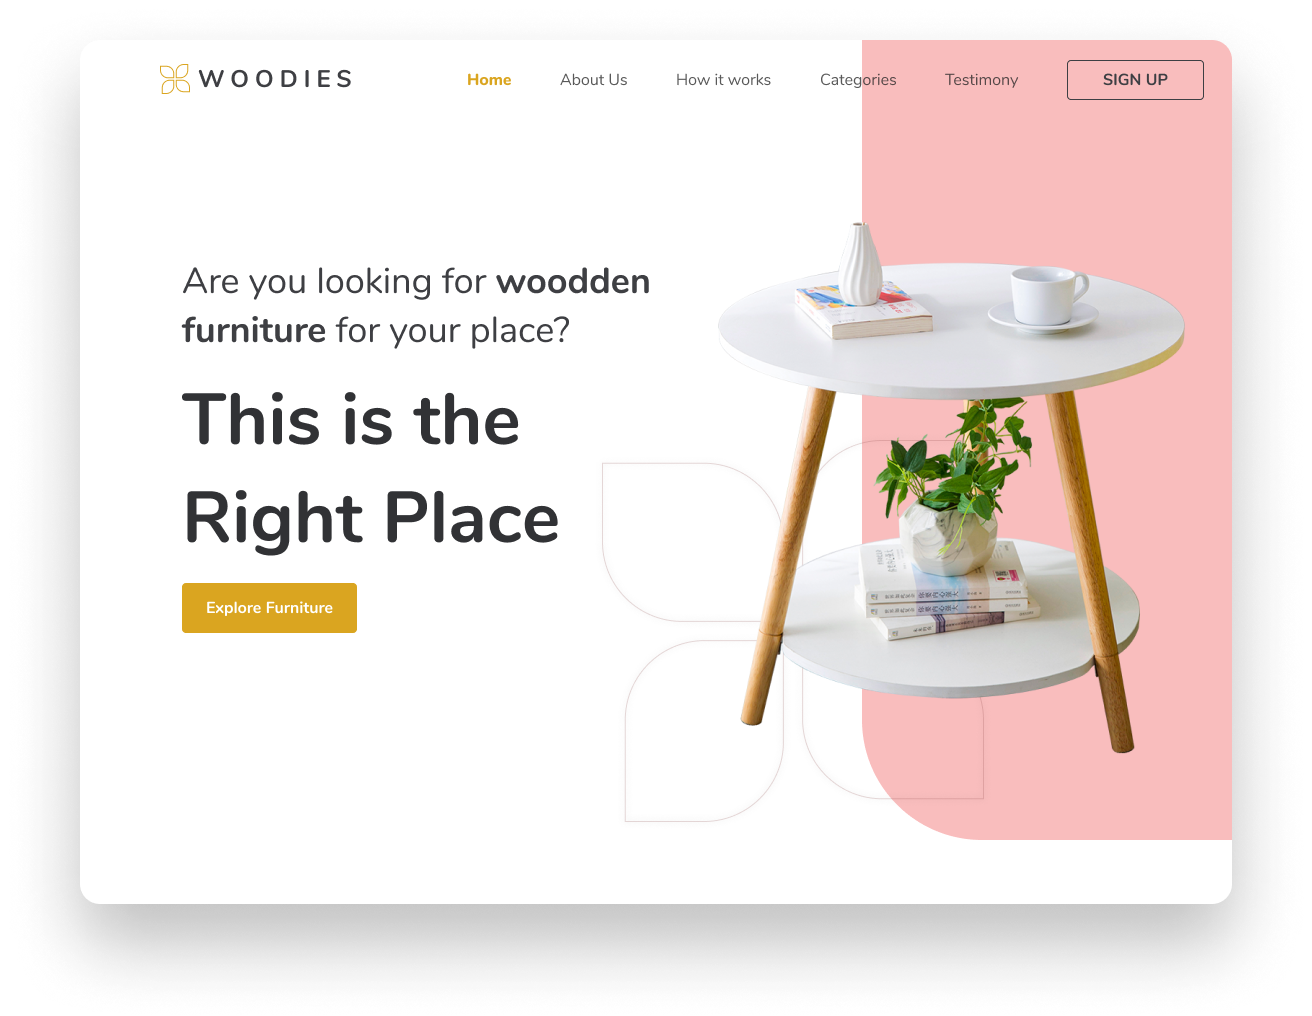 WOODIES
Home
About Us
How it works
Categories
Testimony
SIGN UP
Are you looking for woodden
furniture for your place?
This is the
Right Place
Explore Furniture